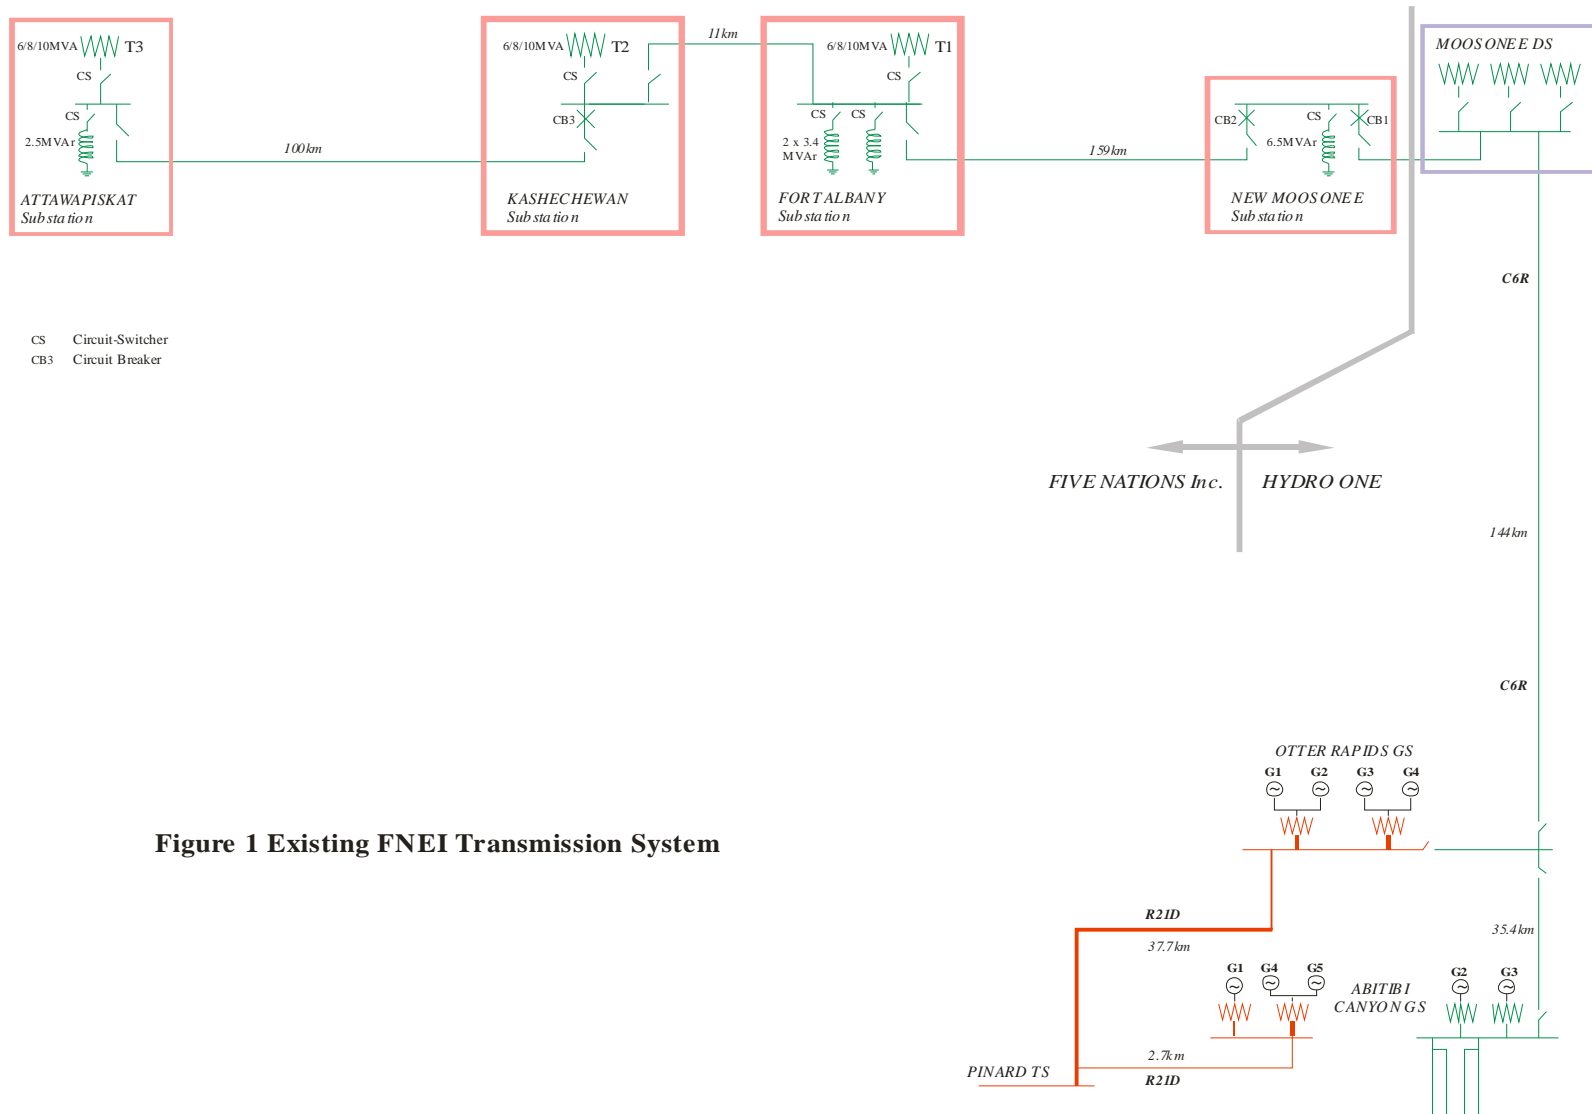 6/8/10MVA T3
CS
CS
2.5MVAr
ATTAWAPISKAT
Substation
100km
6/8/10MVA T2
CS
CB3
KASHECHEWAN
Substation
11km
6/8/10MVA T1
CS
CS CS
2 x 3.4
MVAr
FORT ALBANY
Substation
159km
CB2 CS CB1
6.5MVAr
NEW MOOSONEE
Substation
MOOSONEE DS
C6R
CS Circuit-Switcher
CB3 Circuit Breaker
FIVE NATIONS Inc. HYDRO ONE
144km
C6R
OTTER RAPIDS GS
G1 G2 G3 G4
Figure 1 Existing FNEI Transmission System
R21D
37.7km
35.4km
G1 G4 G5
ABITIBI
CANYON GS
G2 G3
2.7km
PINARD TS
R21D